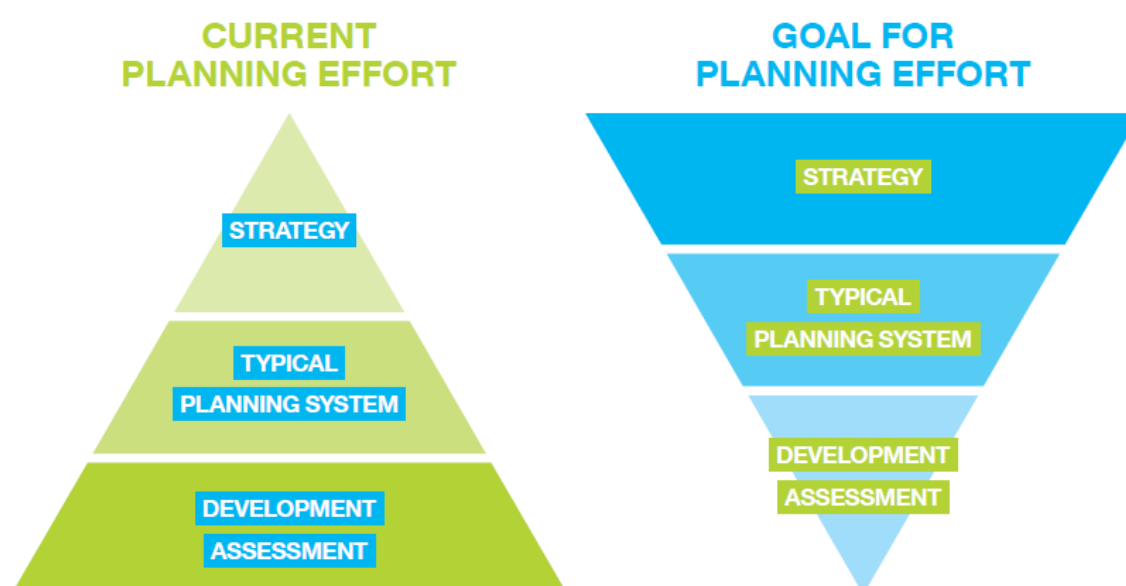 CURRENT
PLANNING EFFORT
STRATEGY
TYPICAL
PLANNING SYSTEM
DEVELOPMENT
ASSESSMENT
GOAL FOR
PLANNING EFFORT
STRATEGY
TYPICAL
PLANNING SYSTEM
DEVELOPMENT
ASSESSMENT